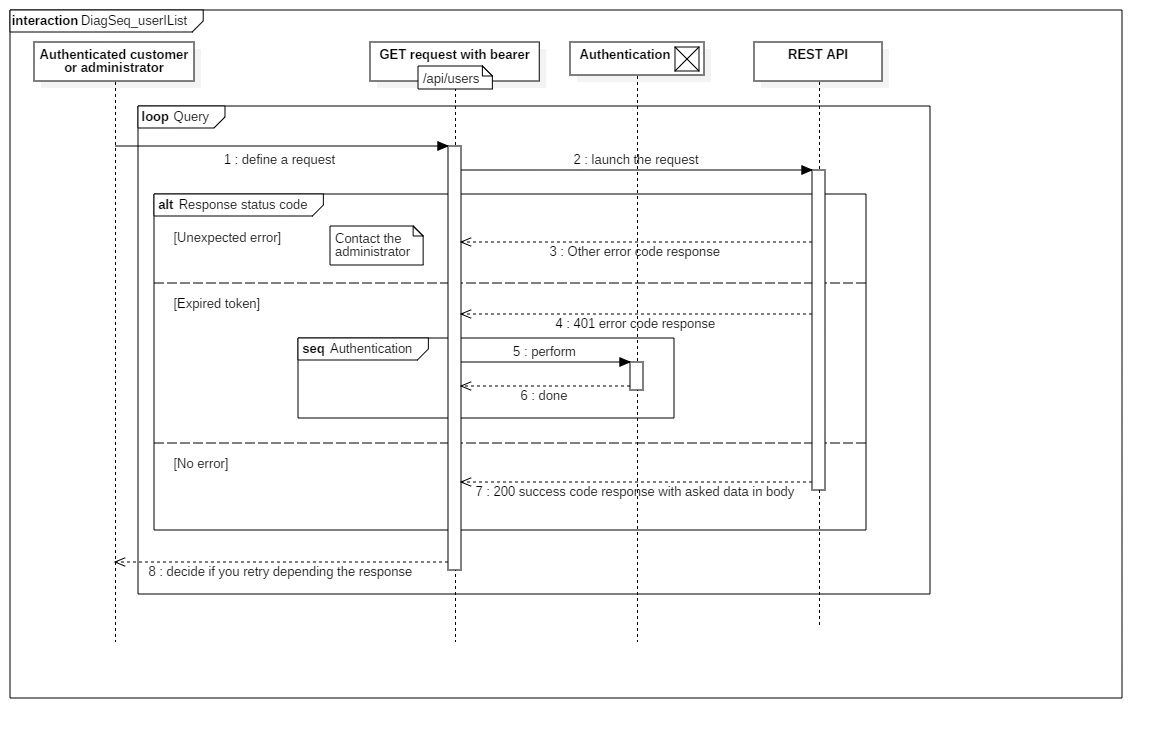 interaction DiagSeq_userlList
Authenticated customer
or administrator
GET request with bearer
/api/users
Authentication
REST API
loop Query
1 : define a request
2 : launch the request
alt Response status code
[Unexpected error]
Contact the
administrator
3 : Other error code response
[Expired token]
4 : 401 error code response
seq Authentication
5 : perform
6 : done
[No error]
7 : 200 success code response with asked data in body
8 : decide if you retry depending the response